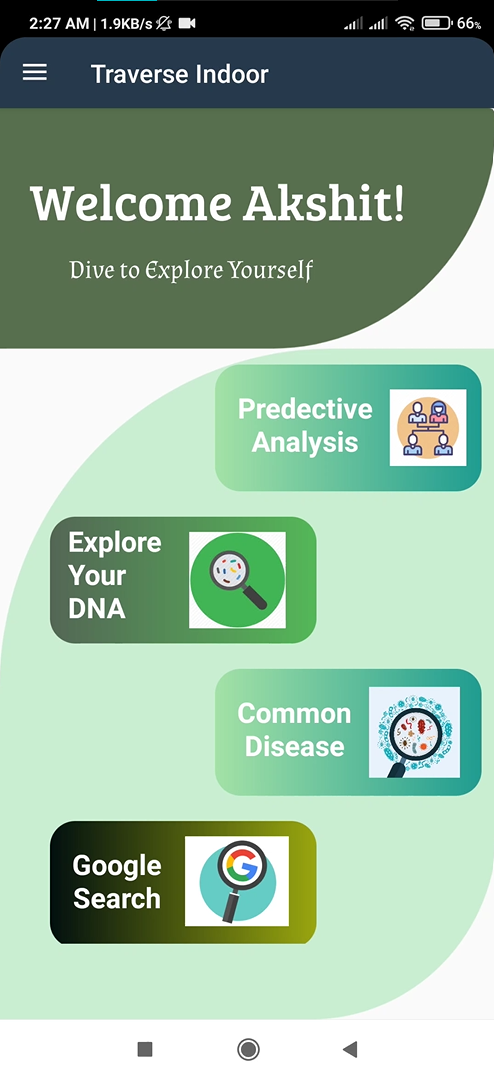 2:27 AM | 1.9KB/s
66%
Traverse Indoor
Welcome Akshit!
Dive to Explore Yourself
Predective
Analysis
Explore
Your
DNA
Common
Disease
Google
Search
G